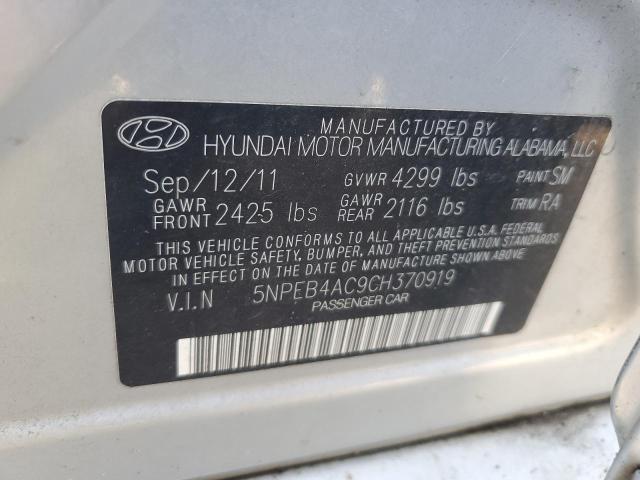 MANUFACTURED BY
HYUNDAI MOTOR MANUFACTURING ALABAMA, LLC
Sep/12/11 GVWR 4299 lbs PAINT SM
GAWR FRONT 2425 lbs GAWR REAR 2116 lbs TRIM RA
THIS VEHICLE CONFORMS TO ALL APPLICABLE U.S.A. FEDERAL
MOTOR VEHICLE SAFETY, BUMPER, AND THEFT PREVENTION
STANDARDS IN EFFECT ON THE DATE OF MANUFACTURE SHOWN ABOVE.
V.I.N 5NPEB4AC9CH370919
PASSENGER CAR